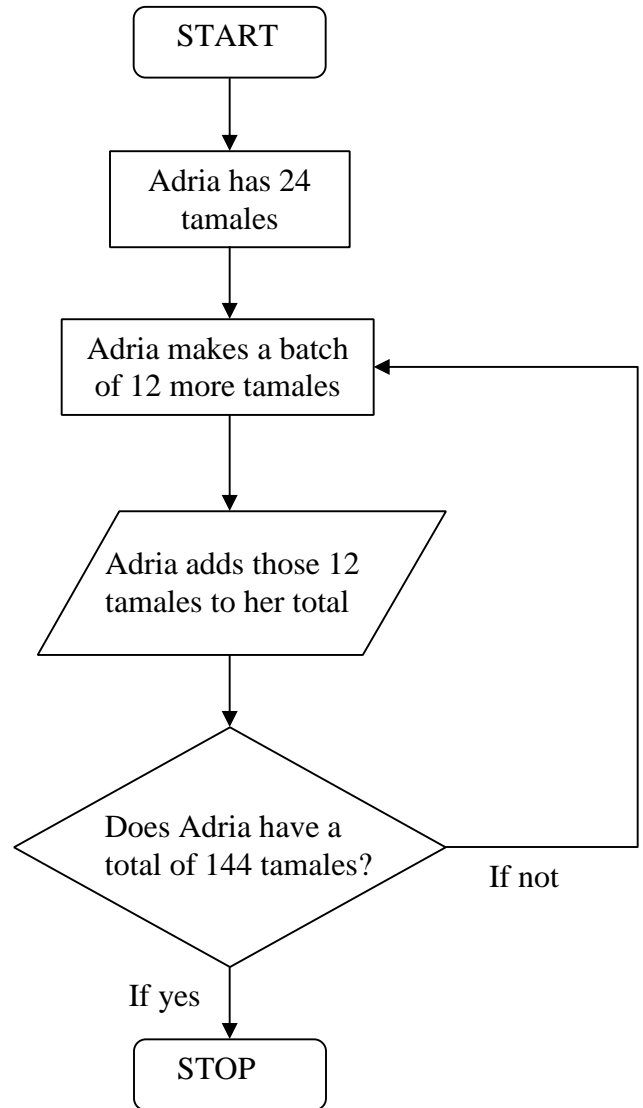 START
Adria has 24
tamales
Adria makes a batch
of 12 more tamales
Adria adds those 12
tamales to her total
Does Adria have a
total of 144 tamales?
If not
If yes
STOP